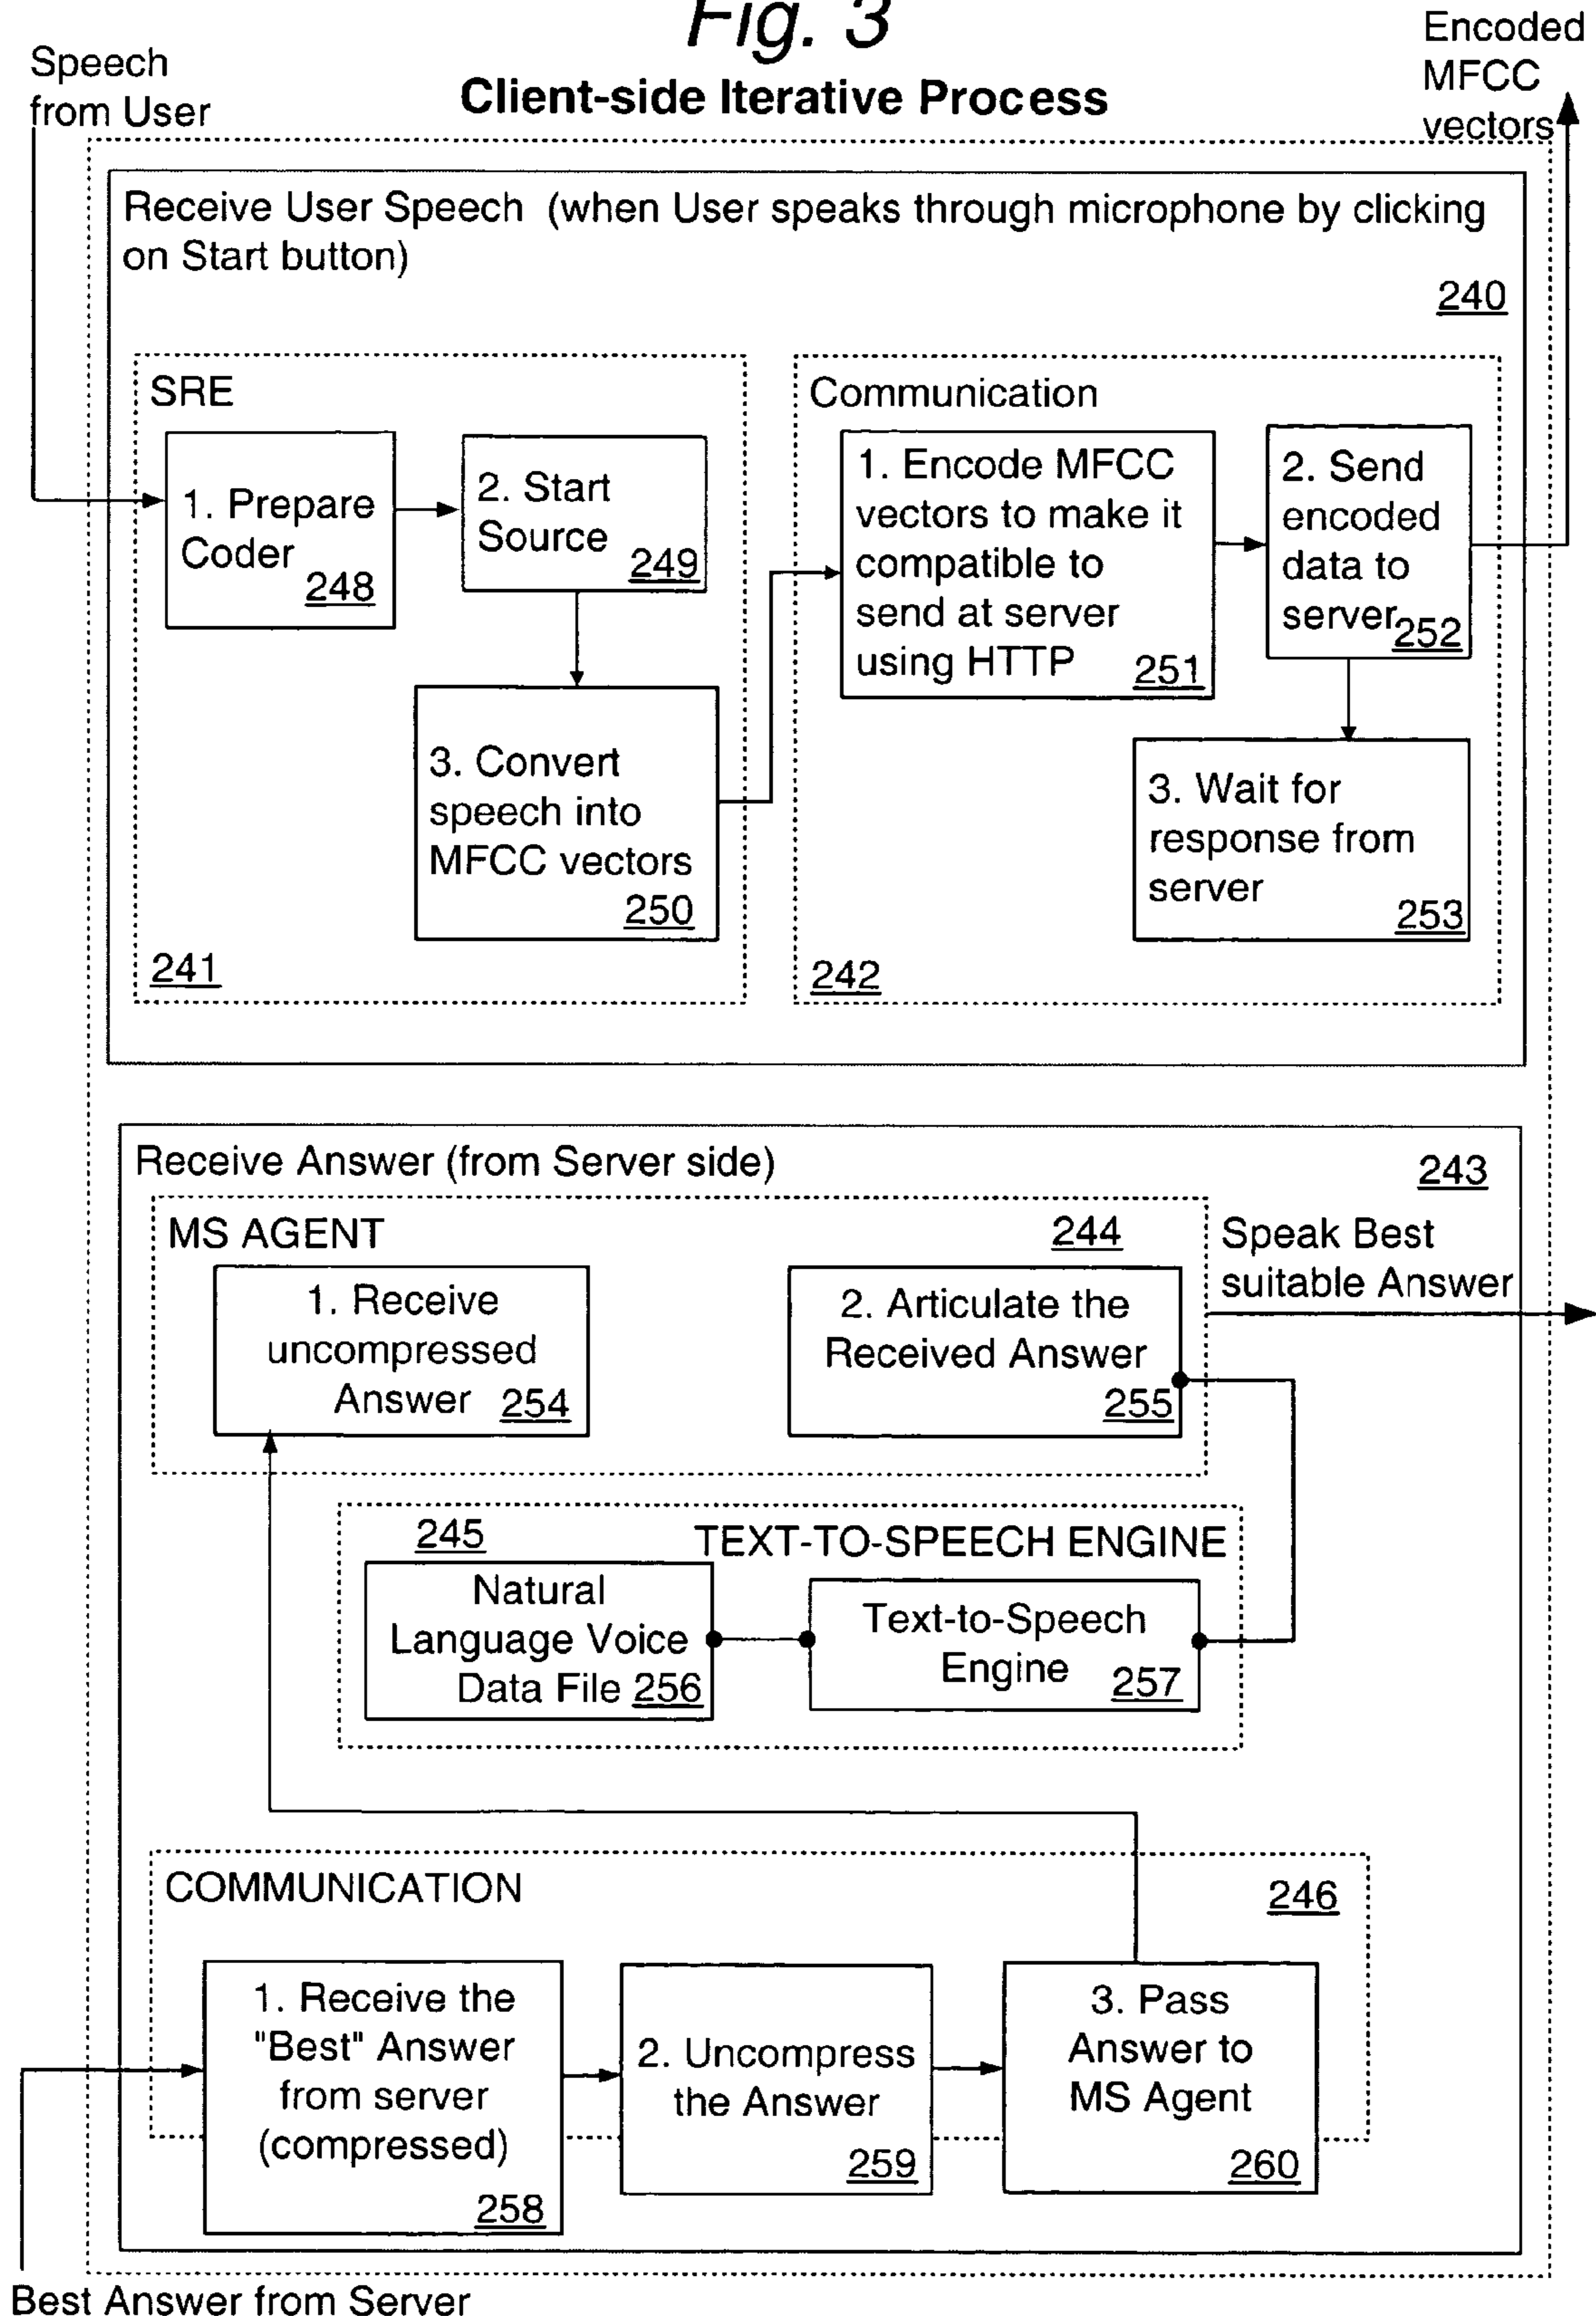 Fig. 3
Client-side Iterative Process
Speech
from User
Encoded
MFCC
vectors
Receive User Speech (when User speaks through microphone by clicking
on Start button)
240
SRE
1. Prepare
Coder
248
2. Start
Source
249
3. Convert
speech into
MFCC vectors
250
241
Communication
1. Encode MFCC
vectors to make it
compatible to
send at server
using HTTP
251
2. Send
encoded
data to
server
252
3. Wait for
response from
server
253
242
Receive Answer (from Server side)
243
MS AGENT
244
1. Receive
uncompressed
Answer 254
2. Articulate the
Received Answer
255
Speak Best
suitable Answer
245
TEXT-TO-SPEECH ENGINE
Natural
Language Voice
Data File 256
Text-to-Speech
Engine
257
COMMUNICATION
246
1. Receive the
"Best" Answer
from server
(compressed)
258
2. Uncompress
the Answer
259
3. Pass
Answer to
MS Agent
260
Best Answer from Server